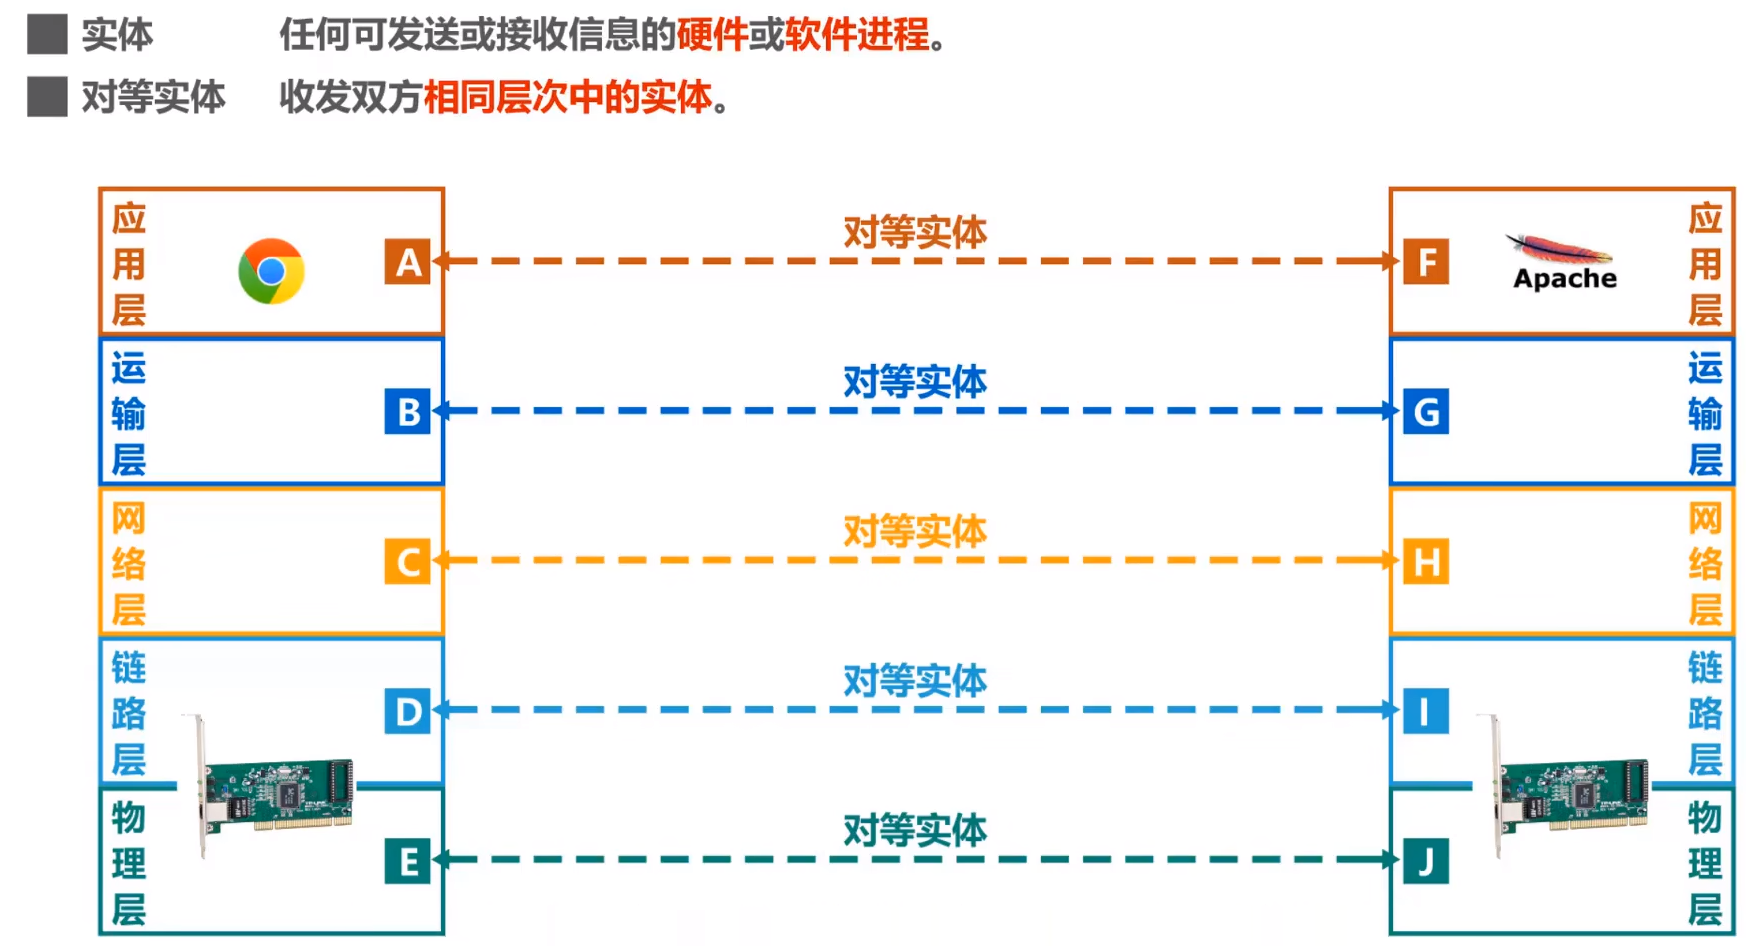 实体 任何可发送或接收信息的硬件或软件进程。
对等实体 收发双方相同层次中的实体。
应用层 A 对等实体 F Apache 应用层
运输层 B 对等实体 G 运输层
网络层 C 对等实体 H 网络层
链路层 D 对等实体 I 链路层
物理层 E 对等实体 J 物理层